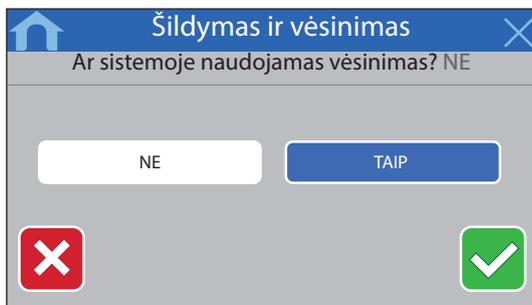 Šildymas ir vėsinimas
Ar sistemoje naudojamas vėsinimas? NE
NE
TAIP